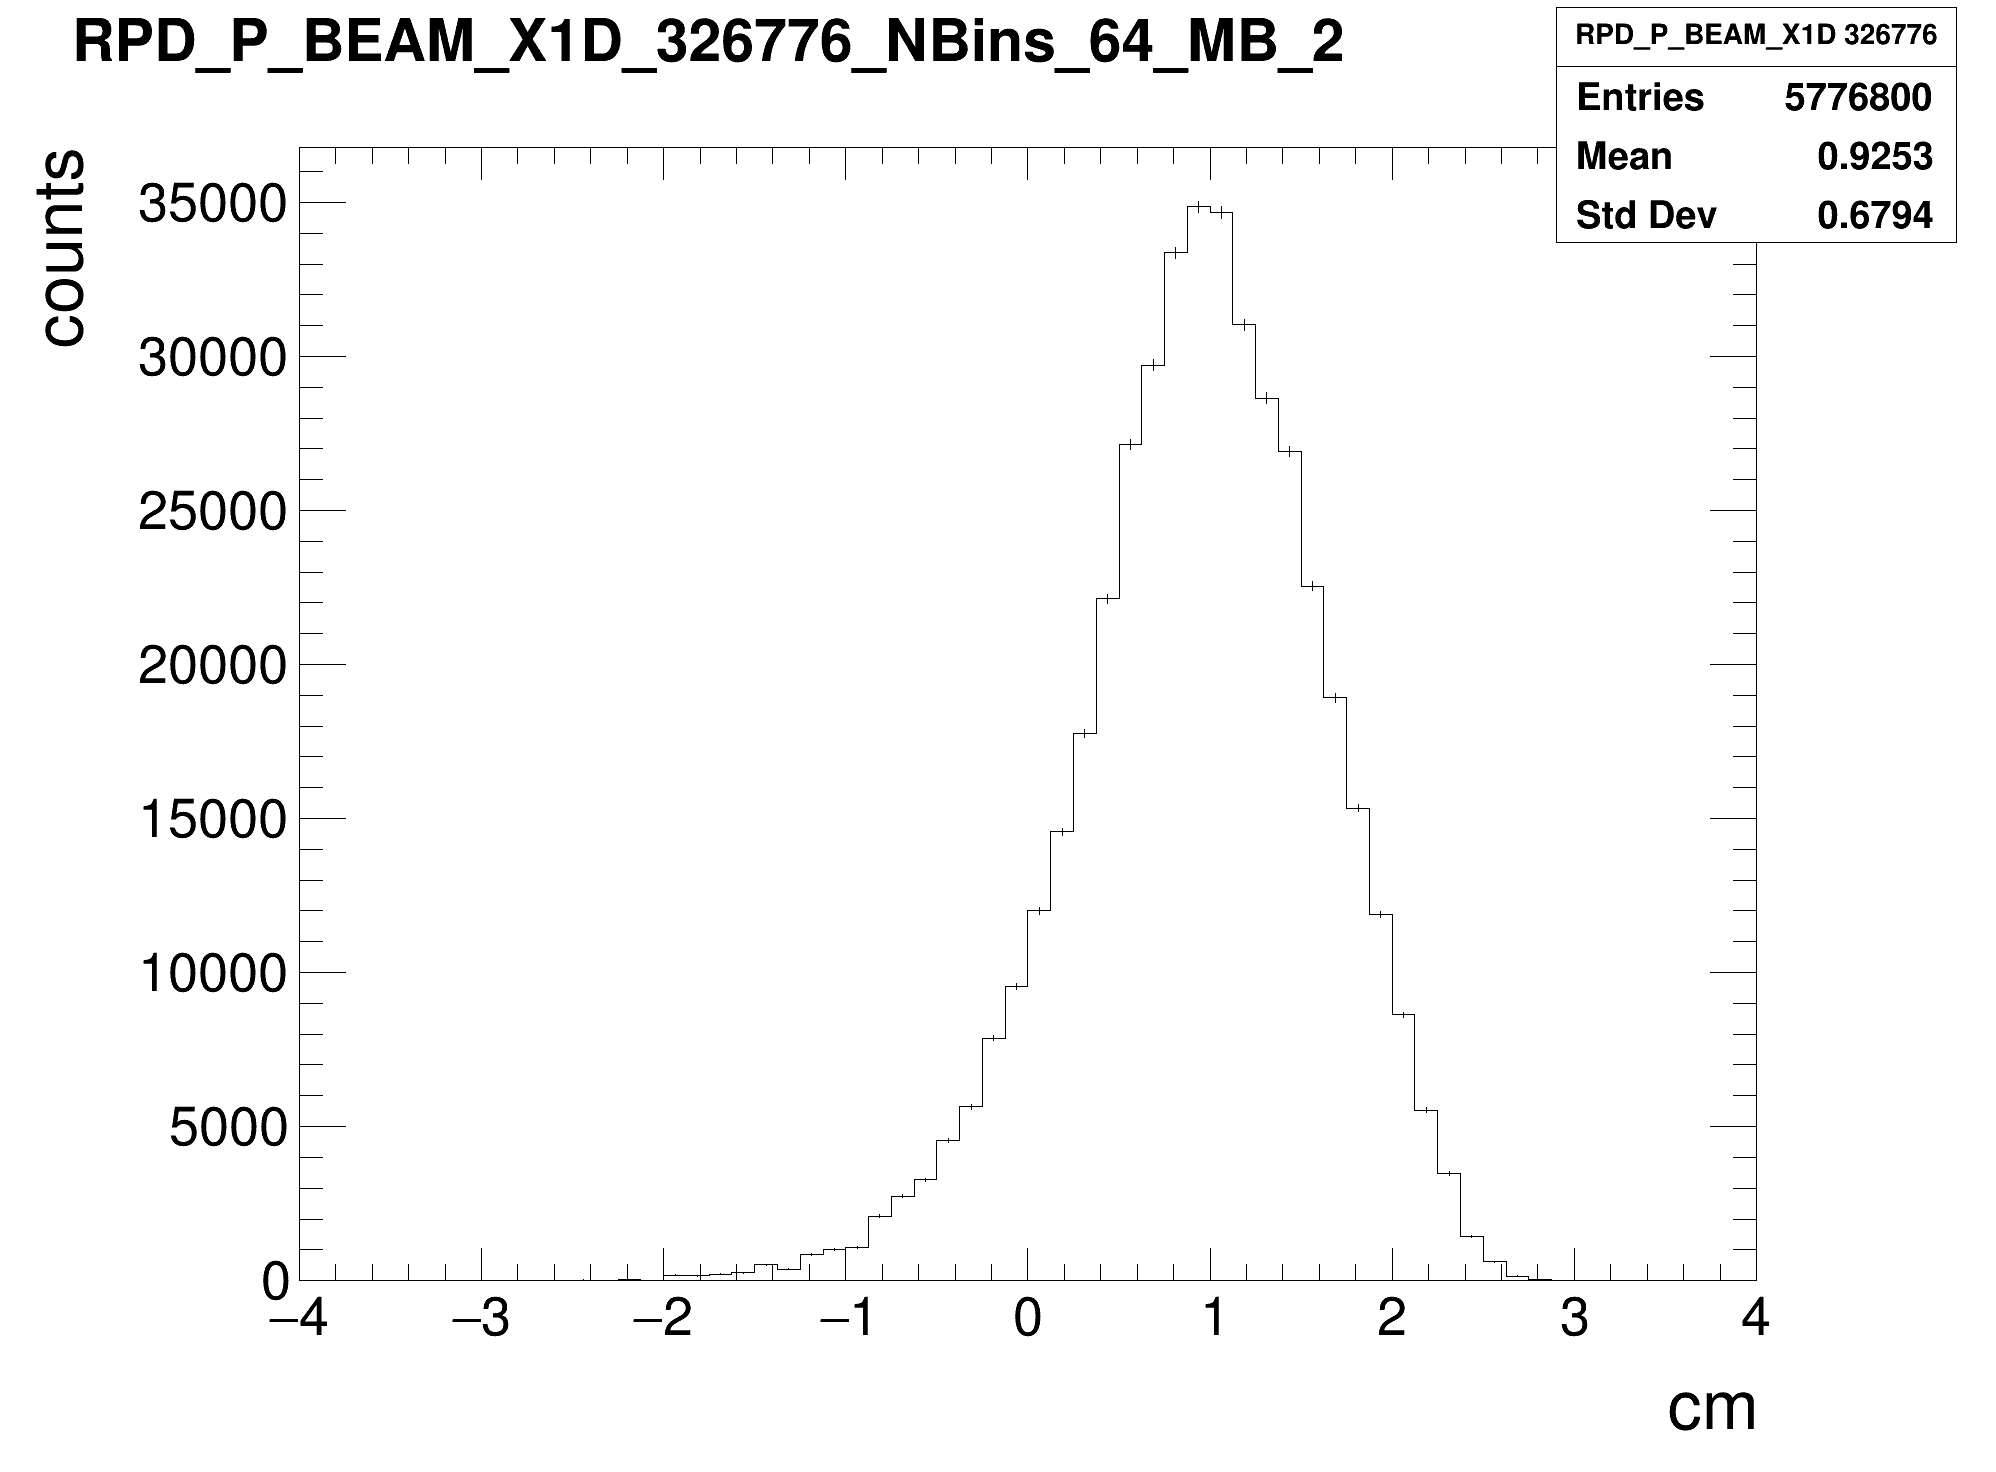 RPD_P_BEAM_X1D_326776_NBins_64_MB_2
RPD_P_BEAM_X1D 326776
Entries 5776800
Mean 0.9253
Std Dev 0.6794
counts
35000
30000
25000
20000
15000
10000
5000
0
−4 −3 −2 −1 0 1 2 3 4
cm